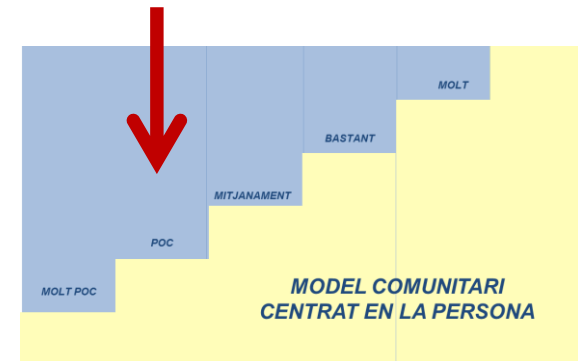 MOLT
BASTANT
MITJANAMENT
POC
MOLT POC
MODEL COMUNITARI
CENTRAT EN LA PERSONA